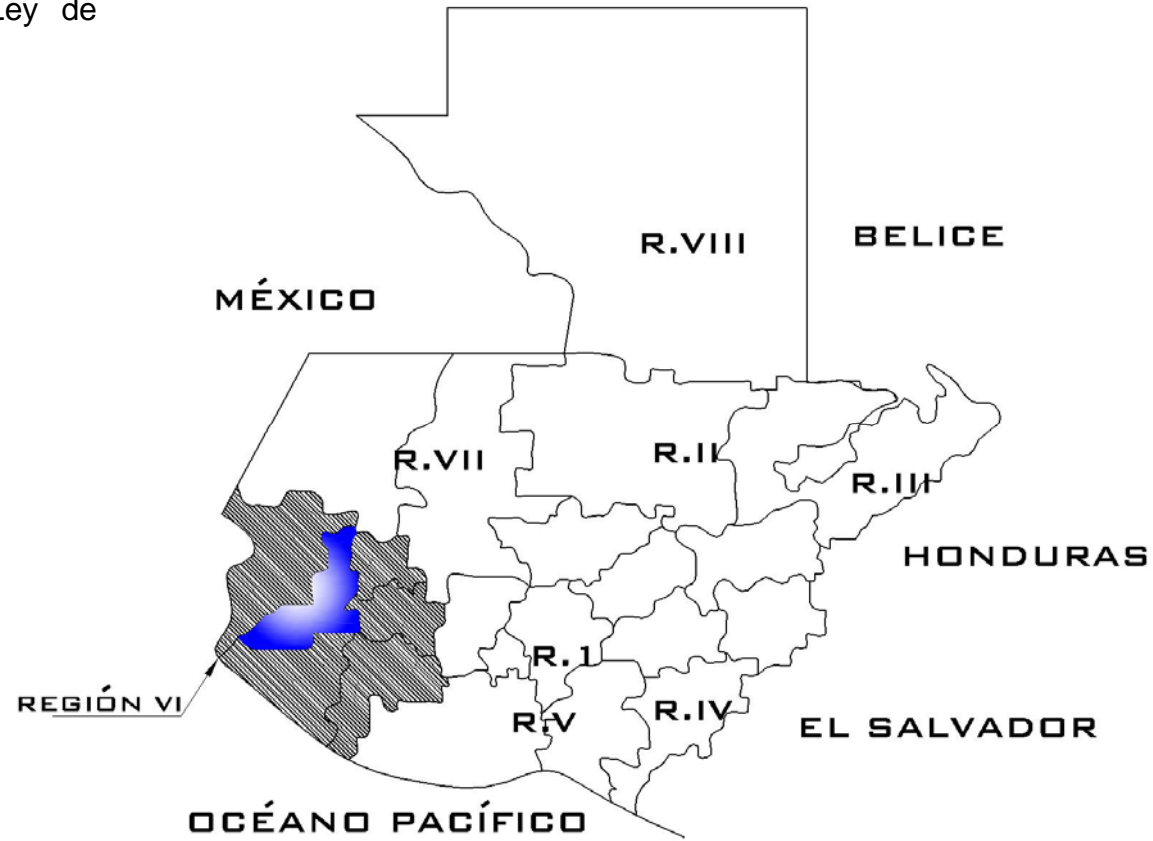 Ley de
R.VIII
BELICE
MÉXICO
R.VII
R.II
R.III
HONDURAS
R.1
REGIÓN VI
R.V
R.IV
EL SALVADOR
OCÉANO PACÍFICO